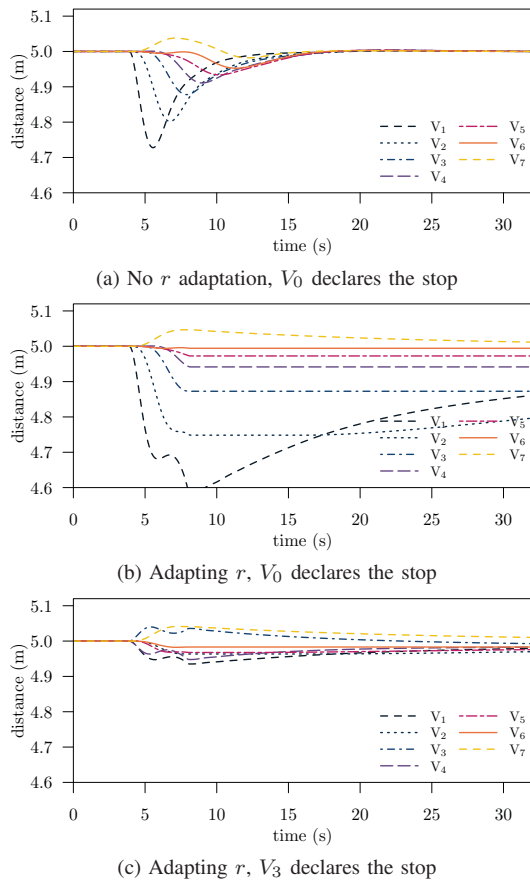 5.1
5.0
4.9
4.8
4.7
4.6
distance (m)
V1 V5
V2 V6
V3 V7
V4
0 5 10 15 20 25 30
time (s)
(a) No r adaptation, V0 declares the stop
5.1
5.0
4.9
4.8
4.7
4.6
distance (m)
V1 V5
V2 V6
V3 V7
V4
0 5 10 15 20 25 30
time (s)
(b) Adapting r, V0 declares the stop
5.1
5.0
4.9
4.8
4.7
4.6
distance (m)
V1 V5
V2 V6
V3 V7
V4
0 5 10 15 20 25 30
time (s)
(c) Adapting r, V3 declares the stop